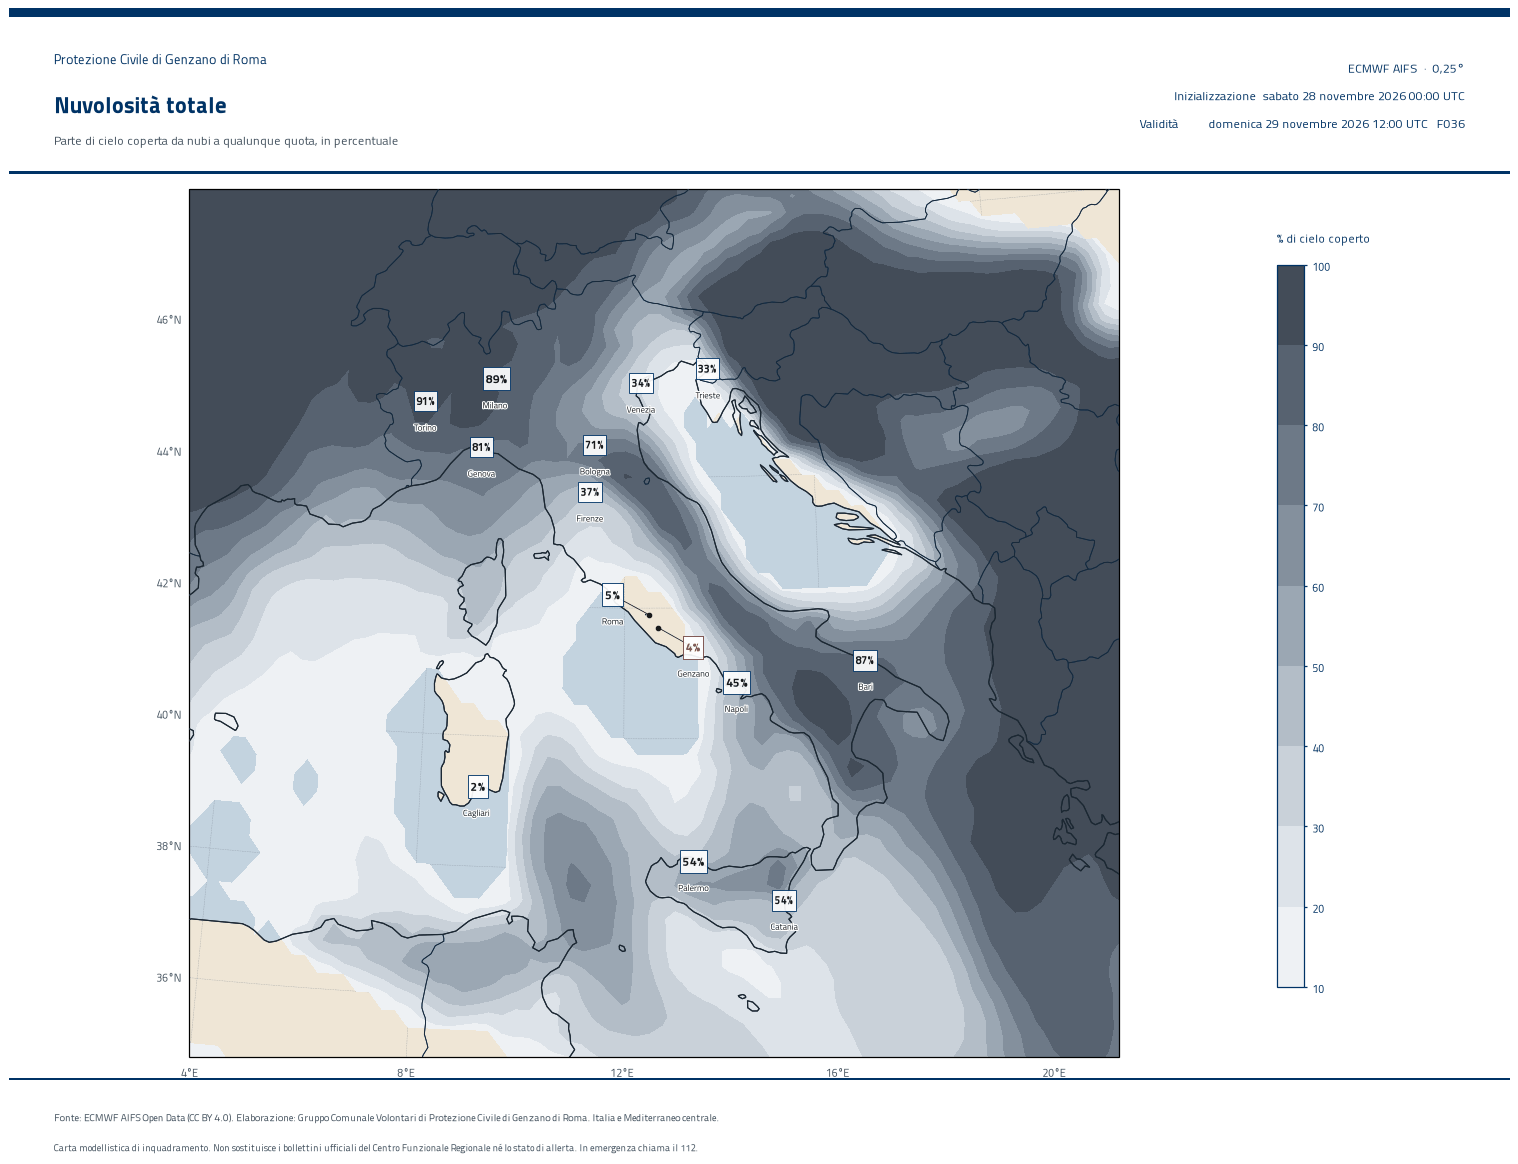 Protezione Civile di Genzano di Roma
Nuvolosità totale
Parte di cielo coperta da nubi a qualunque quota, in percentuale
ECMWF AIFS · 0,25°
Inizializzazione sabato 28 novembre 2026 00:00 UTC
Validità domenica 29 novembre 2026 12:00 UTC F036
% di cielo coperto
100
90
80
70
60
50
40
30
20
10
46°N
44°N
42°N
40°N
38°N
36°N
4°E
8°E
12°E
16°E
20°E
33%
Trieste
89%
Milano
34%
Venezia
91%
Torino
81%
Genova
71%
Bologna
37%
Firenze
5%
Roma
4%
Genzano
87%
Bari
45%
Napoli
2%
Cagliari
54%
Palermo
54%
Catania
Fonte: ECMWF AIFS Open Data (CC BY 4.0). Elaborazione: Gruppo Comunale Volontari di Protezione Civile di Genzano di Roma. Italia e Mediterraneo centrale.
Carta modellistica di inquadramento. Non sostituisce i bollettini ufficiali del Centro Funzionale Regionale né lo stato di allerta. In emergenza chiama il 112.